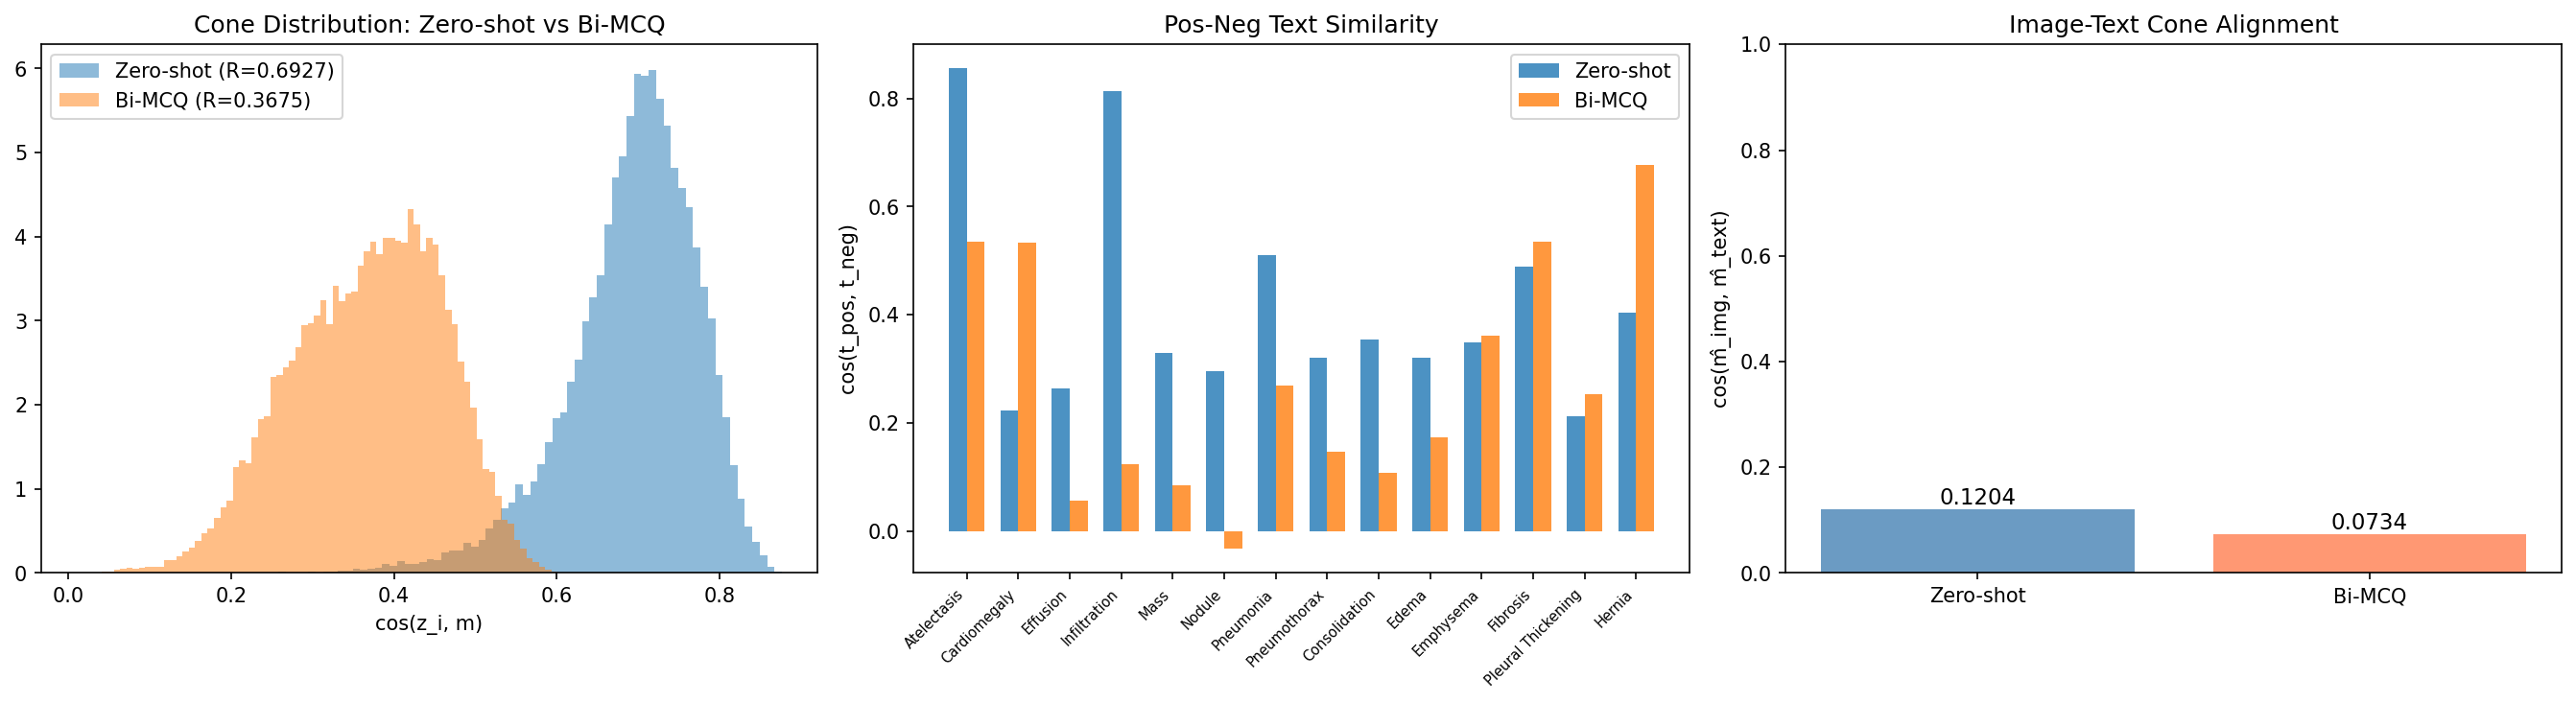 Cone Distribution: Zero-shot vs Bi-MCQ
Zero-shot (R=0.6927)
Bi-MCQ (R=0.3675)
6
5
4
3
2
1
0
0.0 0.2 0.4 0.6 0.8
cos(z_i, m)
Pos-Neg Text Similarity
Zero-shot
Bi-MCQ
cos(t_pos, t_neg)
0.8
0.6
0.4
0.2
0.0
Atelectasis
Cardiomegaly
Effusion
Infiltration
Mass
Nodule
Pneumonia
Pneumothorax
Consolidation
Edema
Emphysema
Fibrosis
Pleural Thickening
Hernia
Image-Text Cone Alignment
cos(m̂_img, m̂_text)
1.0
0.8
0.6
0.4
0.2
0.0
0.1204
0.0734
Zero-shot Bi-MCQ